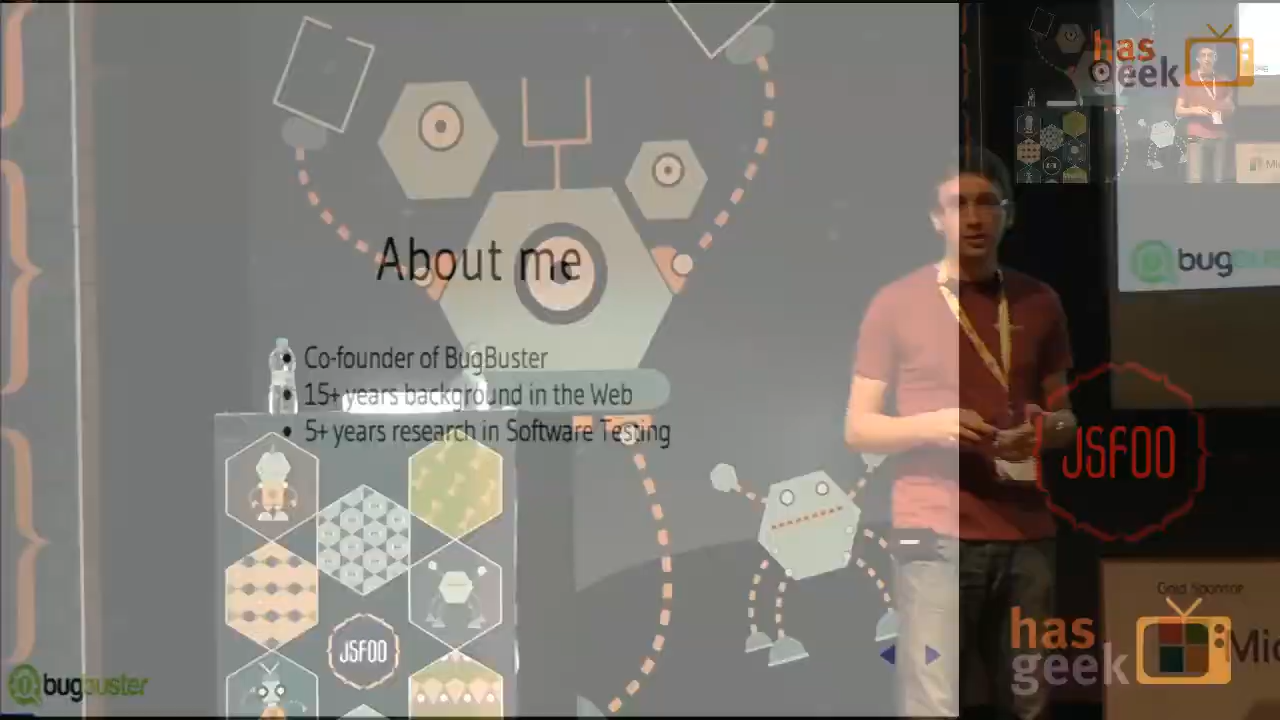 has
geek
bugbuster
About me
Co-founder of BugBuster
15+ years background in the Web
5+ years research in Software Testing
JSFOO
JSFOO
Gold Sponsor
has
geek
Mic
bugbuster